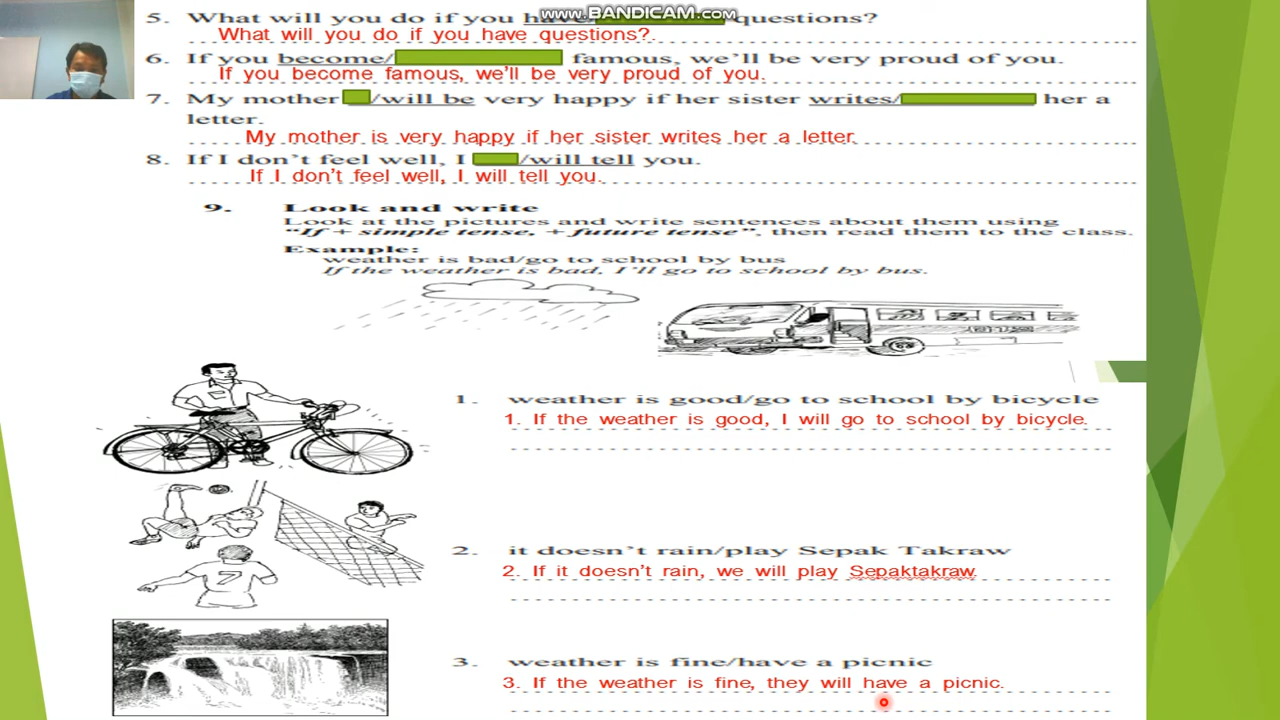 www.BANDICAM.com
5. What will you do if you have/ questions?
What will you do if you have questions?.
6. If you become/ famous, we'll be very proud of you.
If you become famous, we'll be very proud of you.
7. My mother /will be very happy if her sister writes/ her a
letter.
My mother is very happy if her sister writes her a letter.
8. If I don't feel well, I /will tell you.
If I don't feel well, I will tell you.
9. Look and write
Look at the pictures and write sentences about them using
"If + simple tense, + future tense", then read them to the class.
Example:
weather is bad/go to school by bus
If the weather is bad, I'll go to school by bus.
1. weather is good/go to school by bicycle
1. If the weather is good, I will go to school by bicycle.
2. it doesn't rain/play Sepak Takraw
2. If it doesn't rain, we will play Sepaktakraw.
7
3. weather is fine/have a picnic
3. If the weather is fine, they will have a picnic.